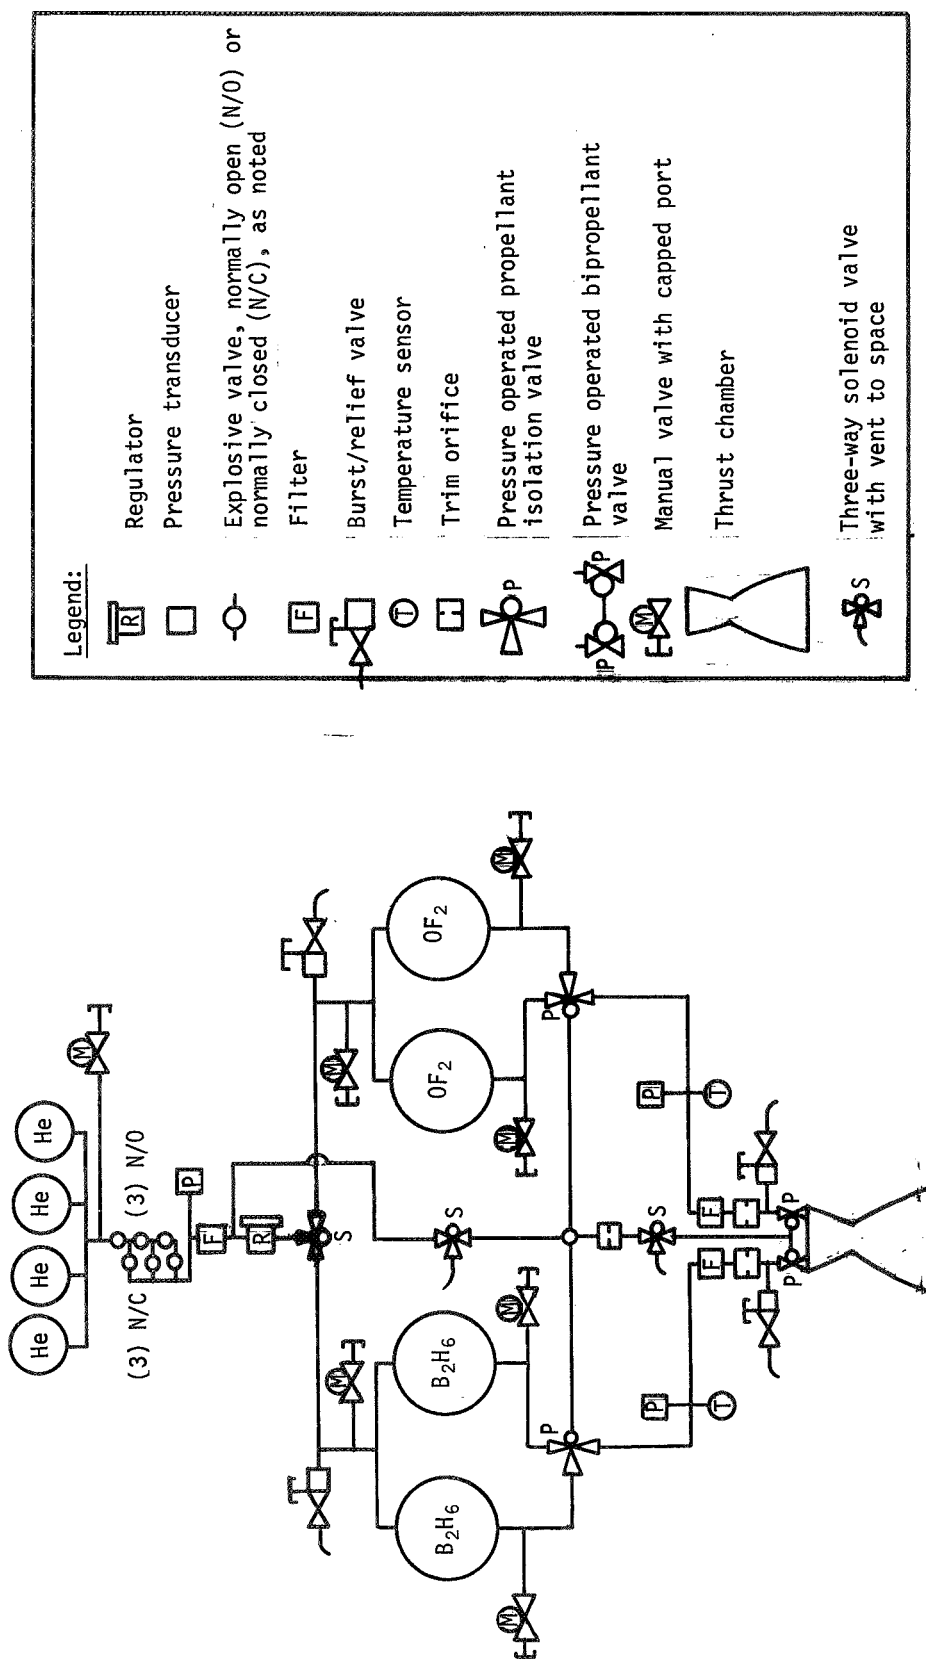 Legend:
R
Regulator
Pressure transducer
Explosive valve, normally open (N/O) or
normally closed (N/C), as noted
F
Filter
Burst/relief valve
T
Temperature sensor
Trim orifice
P
Pressure operated propellant
isolation valve
P
P
Pressure operated bipropellant
valve
M
Manual valve with capped port
Thrust chamber
S
Three-way solenoid valve
with vent to space
He
He
He
He
M
(3) N/C
(3) N/O
P
F
R
S
M
M
B₂H₆
B₂H₆
OF₂
OF₂
S
M
M
M
M
P
P
S
P
T
P
T
F
F
P
P